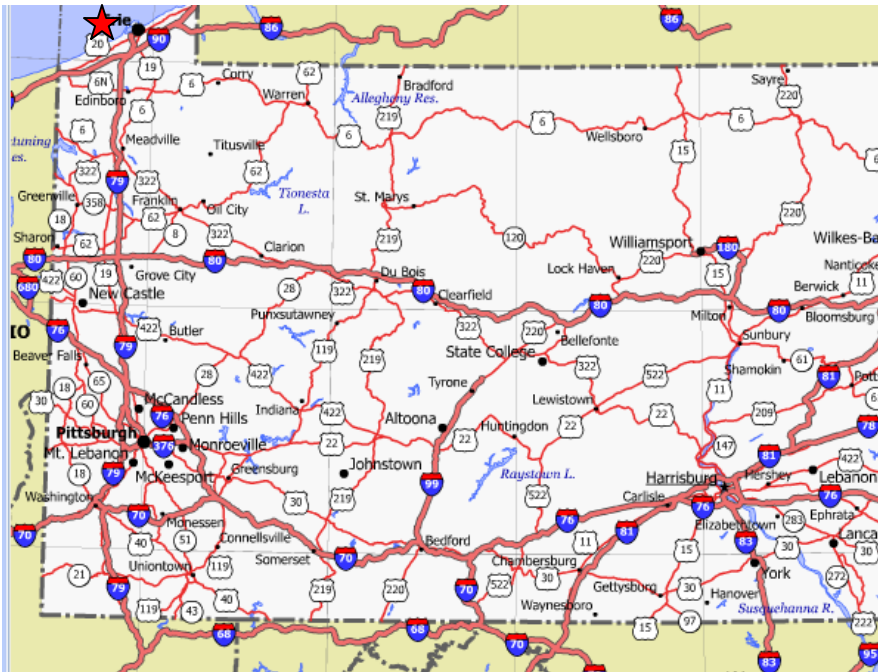 86
86
20
90
19
6N
6
Corry
62
Bradford
Sayre
Edinboro
Warren
Allegheny Res.
220
6
219
6
6
6
6
Wellsboro
Meadville
Titusville
15
322
62
79
322
Tionesta
L.
Greenville
358
Franklin
Oil City
St. Marys
18
62
220
8
322
219
120
Sharon
62
Clarion
Williamsport
180
Wilkes-Ba
80
80
220
19
Grove City
Lock Haven
15
Nanticoke
422
60
Du Bois
680
28
322
80
Berwick
11
New Castle
Clearfield
80
80
Punxsutawney
Milton
Bloomsburg
76
422
Butler
322
220
Bellefonte
Sunbury
79
119
State College
Beaver Falls
219
322
Shamokin
61
28
422
522
81
18
65
Tyrone
11
30
60
McCandless
Indiana
Lewistown
76
422
Altoona
22
209
Penn Hills
22
Huntingdon
22
78
Pittsburgh
376
Monroeville
22
147
Mt. Lebanon
81
422
18
79
McKeesport
Greensburg
Johnstown
Raystown L.
Harrisburg
Hershey
Lebanon
99
Washington
30
219
522
Carlisle
76
76
70
Monessen
76
Elizabethtown
283
Ephrata
70
40
51
Connellsville
81
83
30
Lanca
Somerset
70
Bedford
11
15
21
Uniontown
119
Chambersburg
York
272
79
219
220
70
522
30
Gettysburg
30
Hanover
119
43
40
Waynesboro
Susquehanna R.
68
68
70
15
97
222
83
95